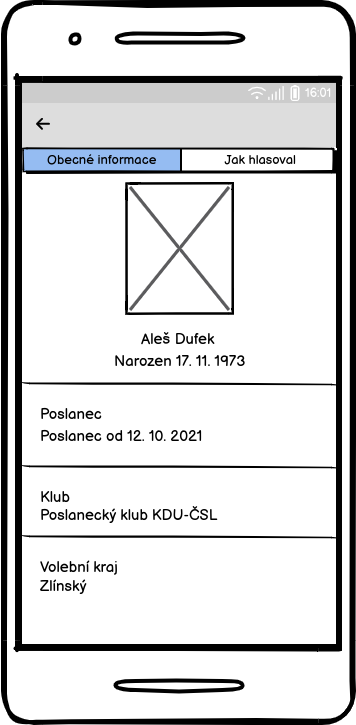 16:01
Obecné informace
Jak hlasoval
Aleš Dufek
Narozen 17. 11. 1973
Poslanec
Poslanec od 12. 10. 2021
Klub
Poslanecký klub KDU-ČSL
Volební kraj
Zlínský